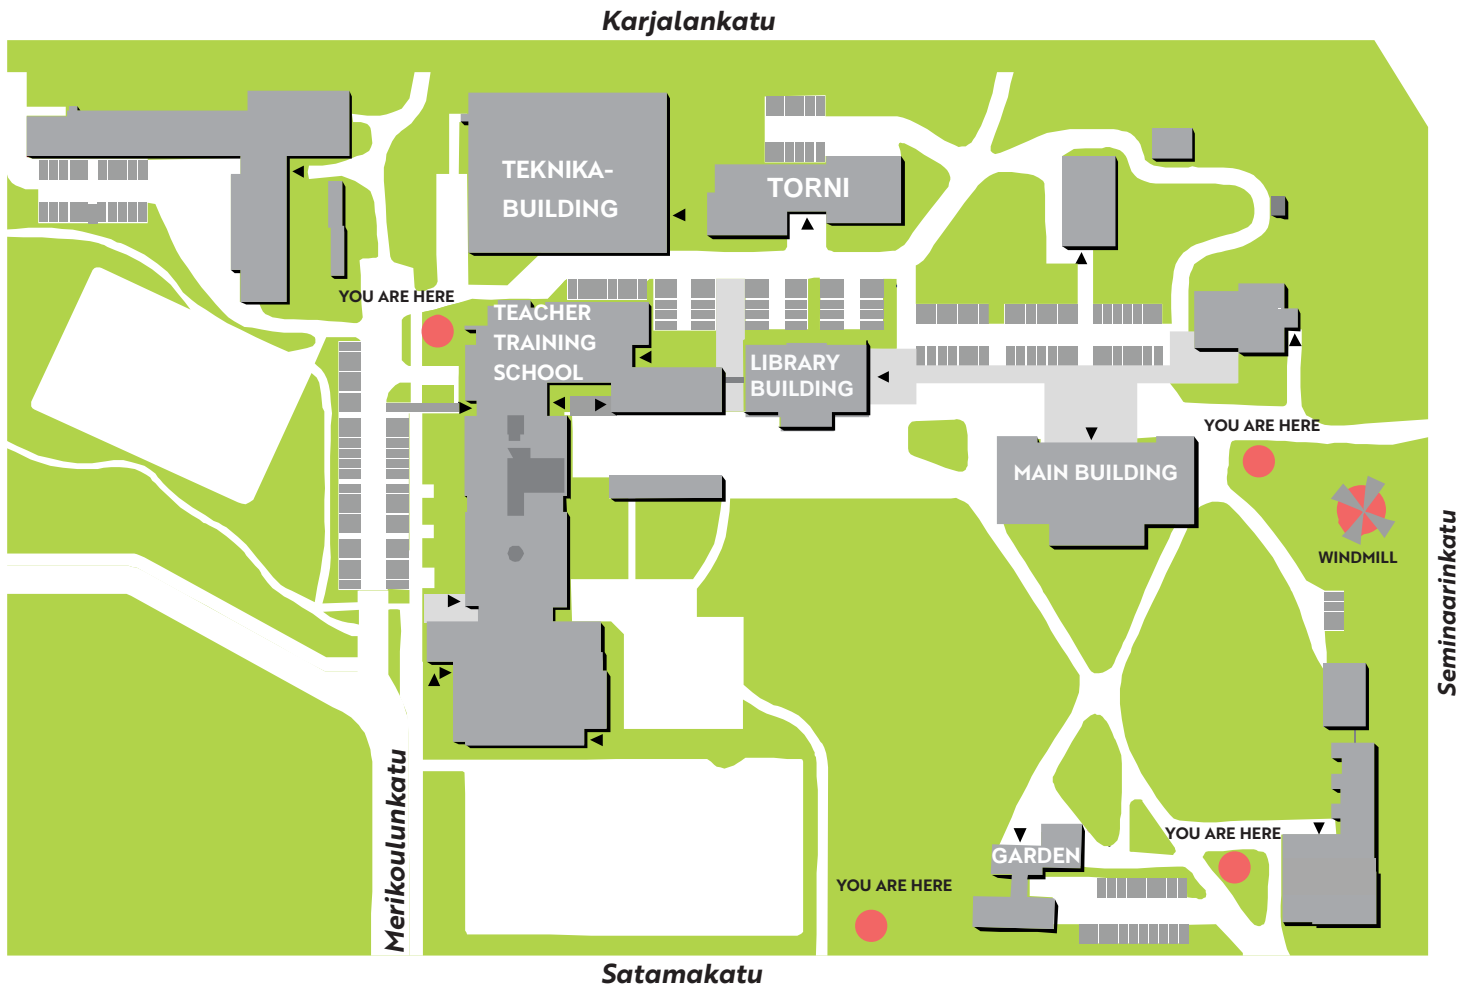 Karjalankatu
TEKNIKA-
BUILDING
TORNI
YOU ARE HERE
TEACHER
TRAINING
SCHOOL
LIBRARY
BUILDING
YOU ARE HERE
MAIN BUILDING
WINDMILL
Seminaarinkatu
Merikoulunkatu
YOU ARE HERE
GARDEN
YOU ARE HERE
Satamakatu